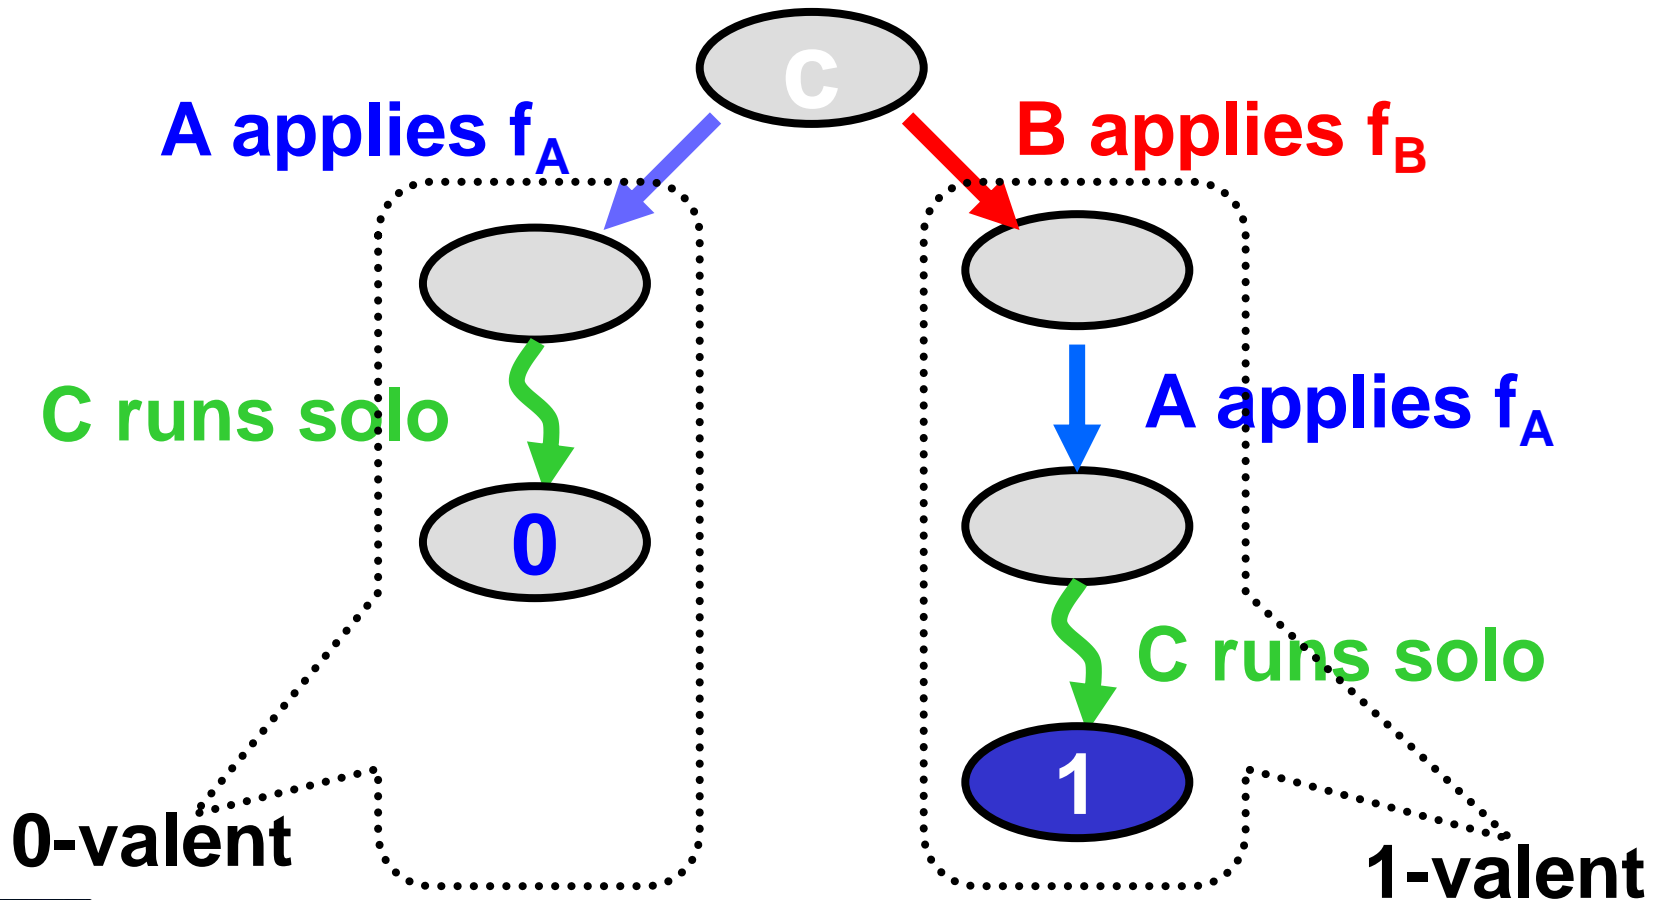 c
A applies fA
B applies fB
C runs solo
A applies fA
0
C runs solo
1
0-valent
1-valent